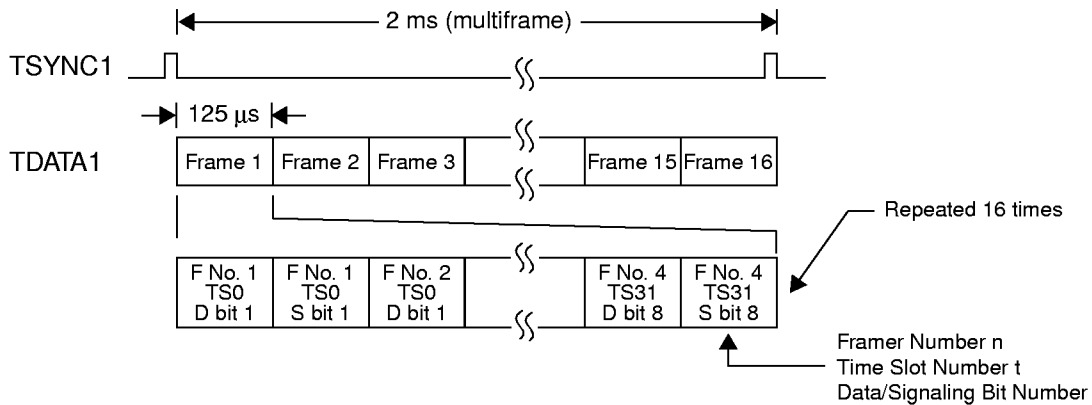 2 ms (multiframe)
TSYNC1
125 µs
TDATA1
Frame 1 Frame 2 Frame 3 Frame 15 Frame 16
Repeated 16 times
F No. 1 F No. 1 F No. 2 F No. 4 F No. 4
TS0 TS0 TS0 TS31 TS31
D bit 1 S bit 1 D bit 1 D bit 8 S bit 8
Framer Number n
Time Slot Number t
Data/Signaling Bit Number